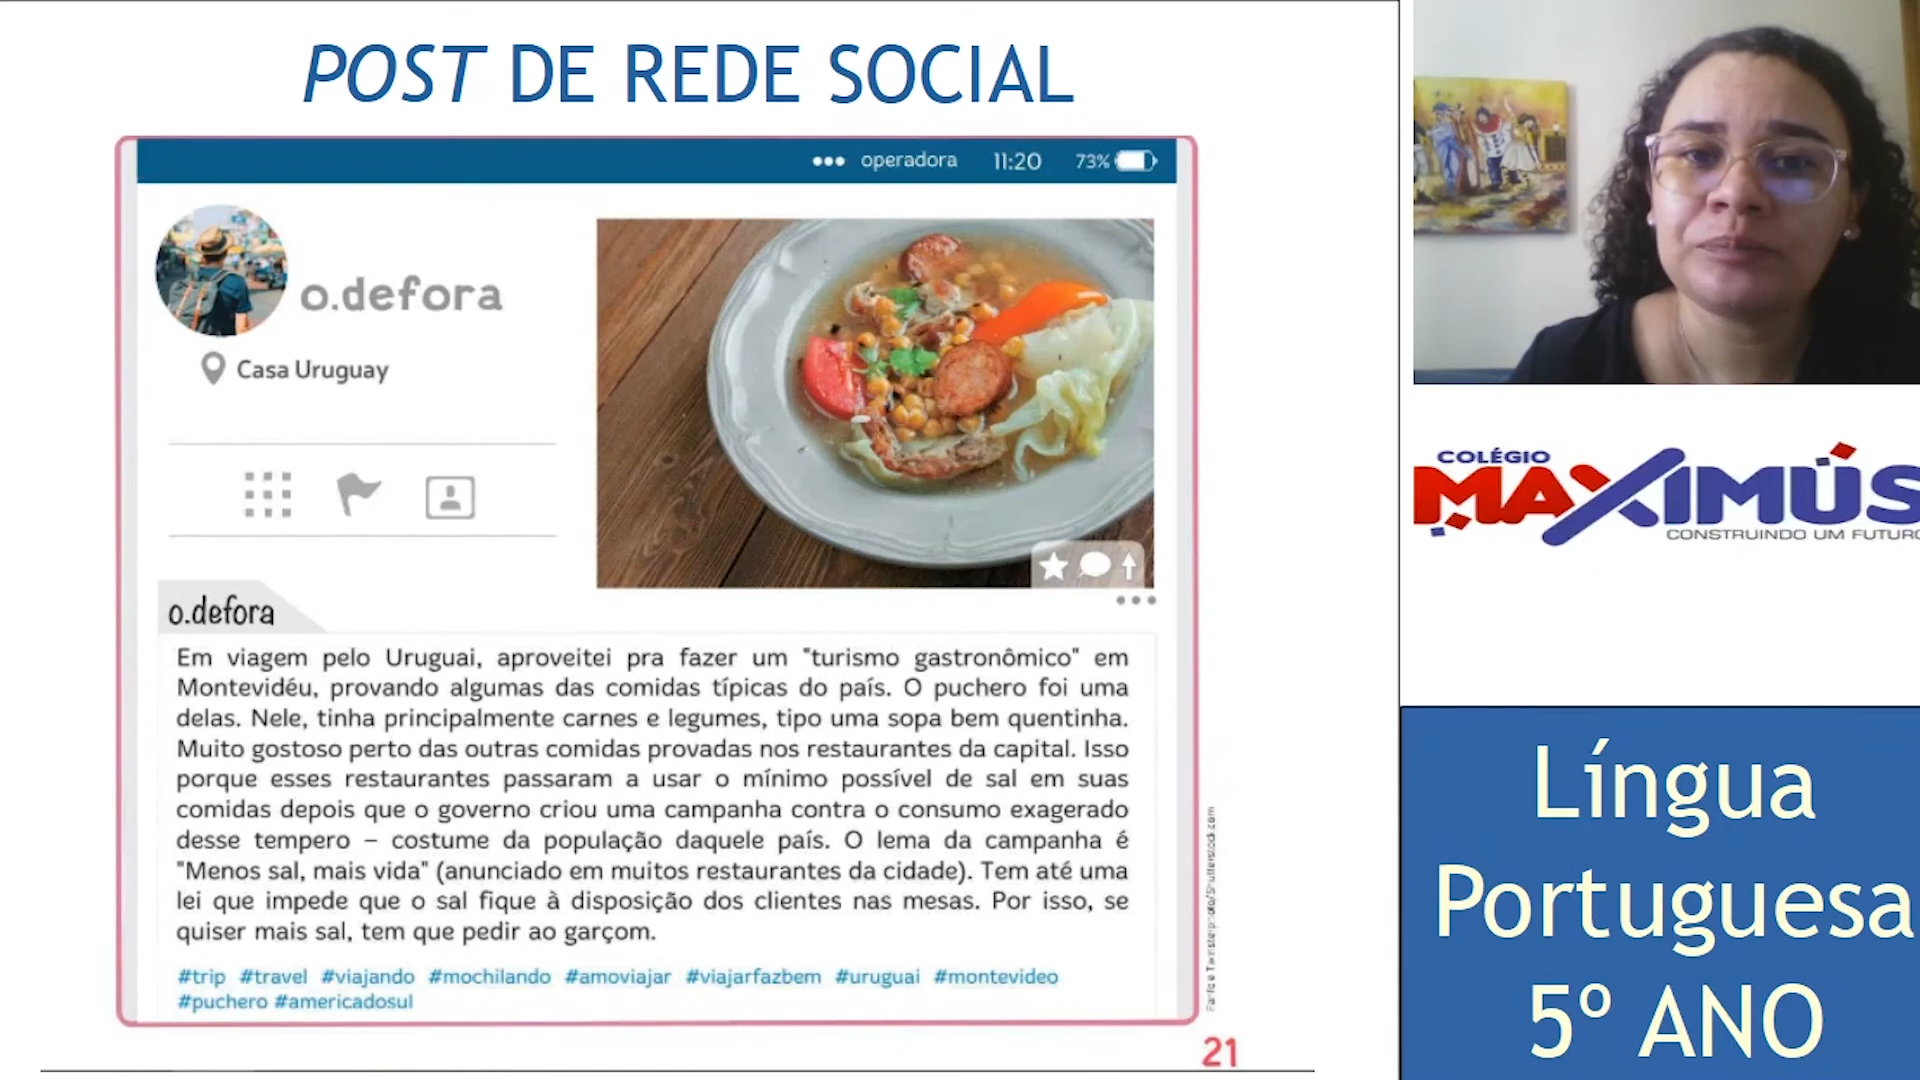 POST DE REDE SOCIAL
operadora 11:20 73%
o.defora
Casa Uruguay
o.defora
Em viagem pelo Uruguai, aproveitei pra fazer um "turismo gastronômico" em
Montevidéu, provando algumas das comidas típicas do país. O puchero foi uma
delas. Nele, tinha principalmente carnes e legumes, tipo uma sopa bem quentinha.
Muito gostoso perto das outras comidas provadas nos restaurantes da capital. Isso
porque esses restaurantes passaram a usar o mínimo possível de sal em suas
comidas depois que o governo criou uma campanha contra o consumo exagerado
desse tempero – costume da população daquele país. O lema da campanha é
"Menos sal, mais vida" (anunciado em muitos restaurantes da cidade). Tem até uma
lei que impede que o sal fique à disposição dos clientes nas mesas. Por isso, se
quiser mais sal, tem que pedir ao garçom.
#trip #travel #viajando #mochilando #amoviajar #viajarfazbem #uruguai #montevideo
#puchero #americadosul
21
COLÉGIO
MAXIMÚS
CONSTRUINDO UM FUTURO
Língua
Portuguesa
5º ANO